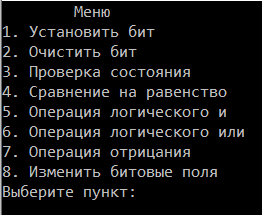 Меню
1. Установить бит
2. Очистить бит
3. Проверка состояния
4. Сравнение на равенство
5. Операция логического и
6. Операция логического или
7. Операция отрицания
8. Изменить битовые поля
Выберите пункт: